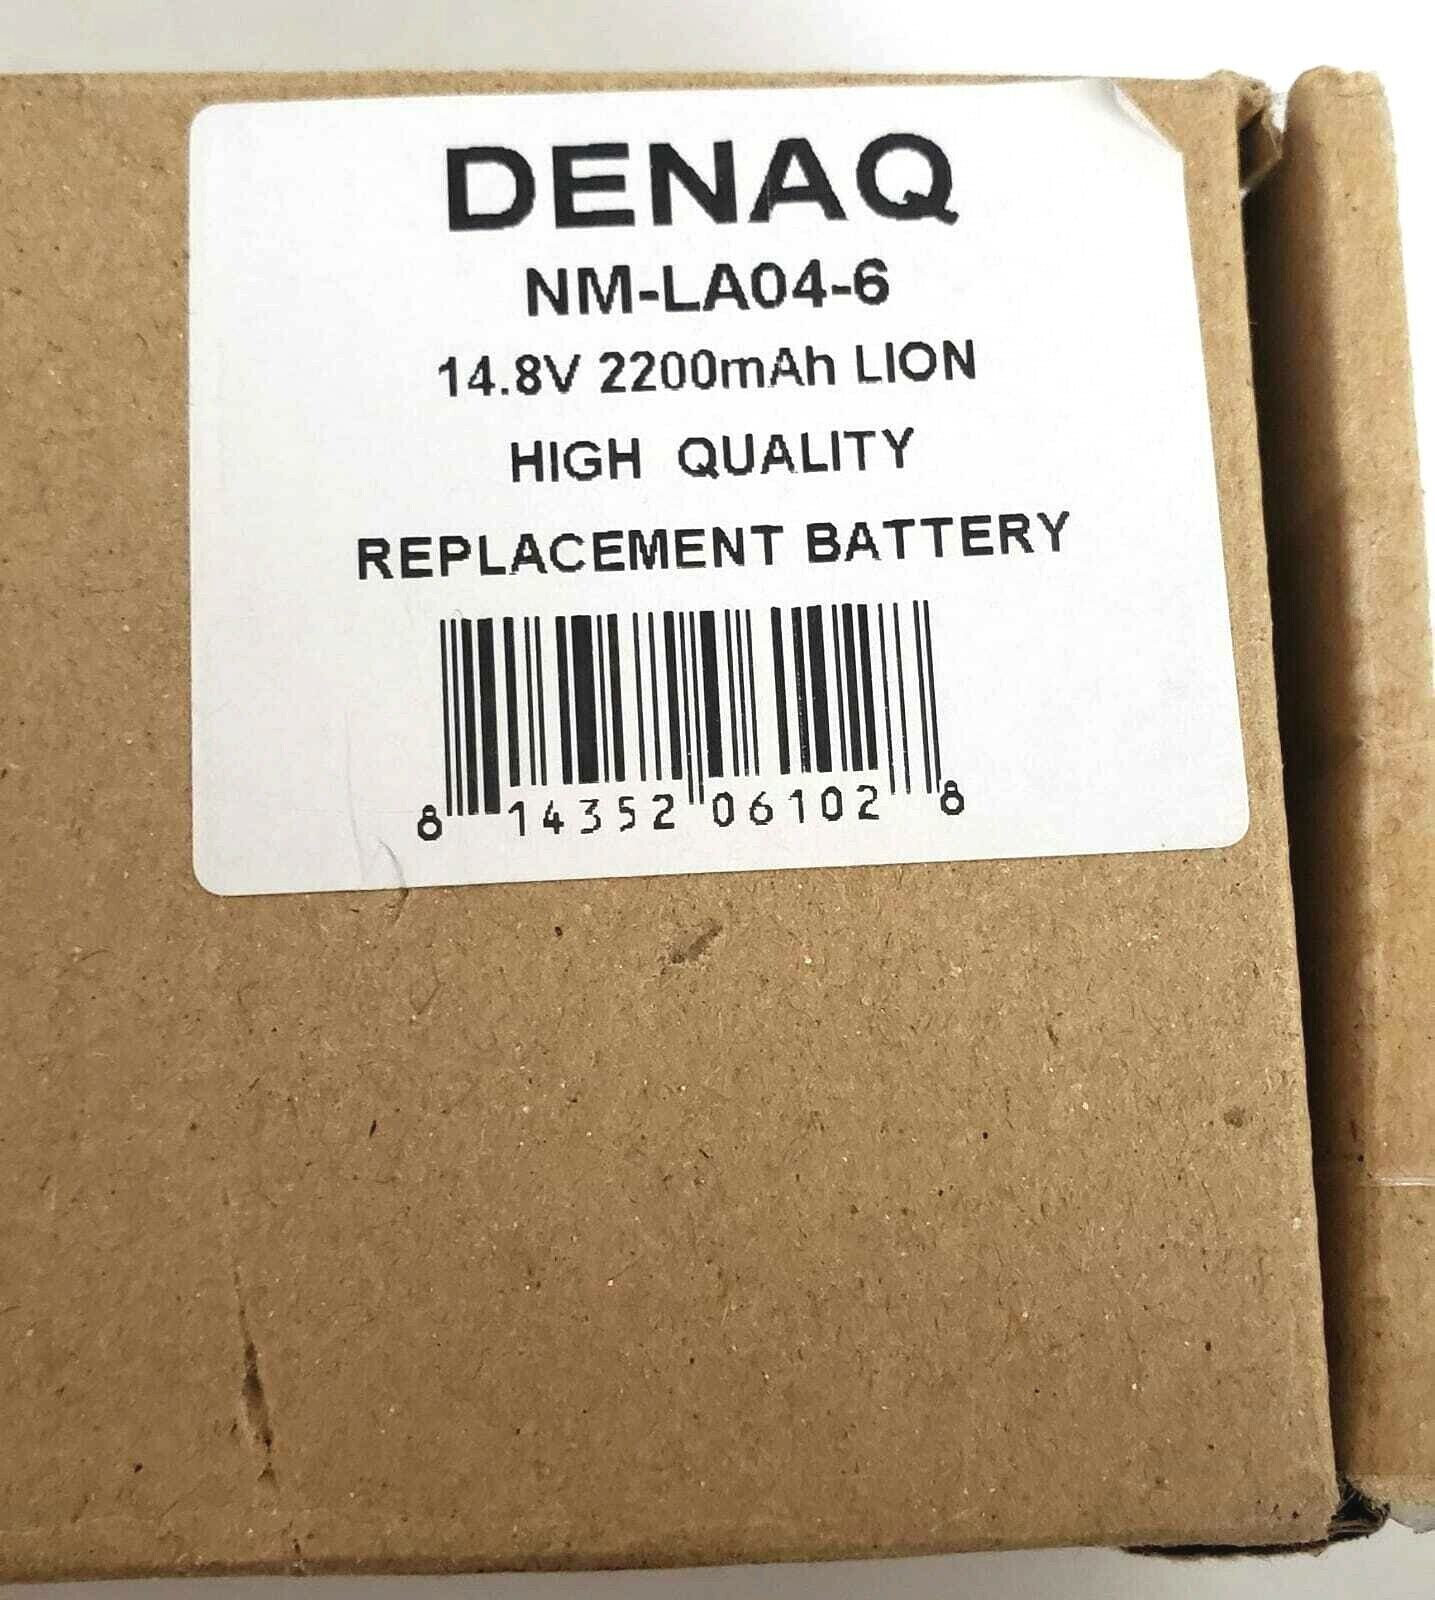 DENAQ
NM-LA04-6
14.8V 2200mAh LION
HIGH QUALITY
REPLACEMENT BATTERY
8 14352 06102 8